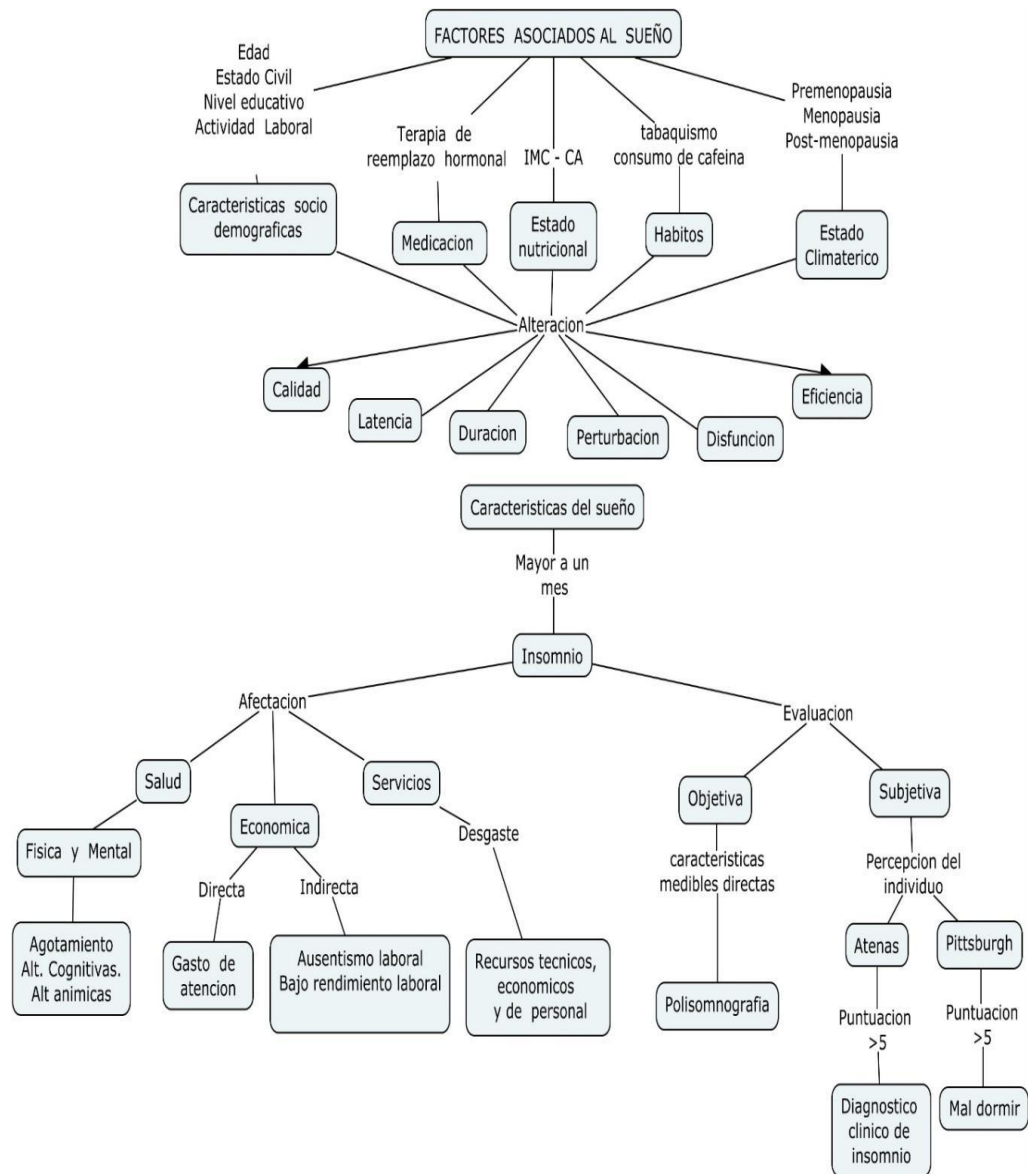 FACTORES ASOCIADOS AL SUEÑO
Edad
Estado Civil
Nivel educativo
Actividad Laboral
Terapia de
reemplazo hormonal
IMC - CA
tabaquismo
consumo de cafeina
Premenopausia
Menopausia
Post-menopausia
Caracteristicas socio
demograficas
Medicacion
Estado
nutricional
Habitos
Estado
Climaterico
Alteracion
Calidad
Latencia
Duracion
Perturbacion
Disfuncion
Eficiencia
Caracteristicas del sueño
Mayor a un
mes
Insomnio
Afectacion
Evaluacion
Salud
Economica
Servicios
Objetiva
Subjetiva
Fisica y Mental
Directa
Indirecta
Desgaste
caracteristicas
medibles directas
Percepcion del
individuo
Agotamiento
Alt. Cognitivas.
Alt animicas
Gasto de
atencion
Ausentismo laboral
Bajo rendimiento laboral
Recursos tecnicos,
economicos
y de personal
Polisomnografia
Atenas
Pittsburgh
Puntuacion
>5
Puntuacion
>5
Diagnostico
clinico de
insomnio
Mal dormir